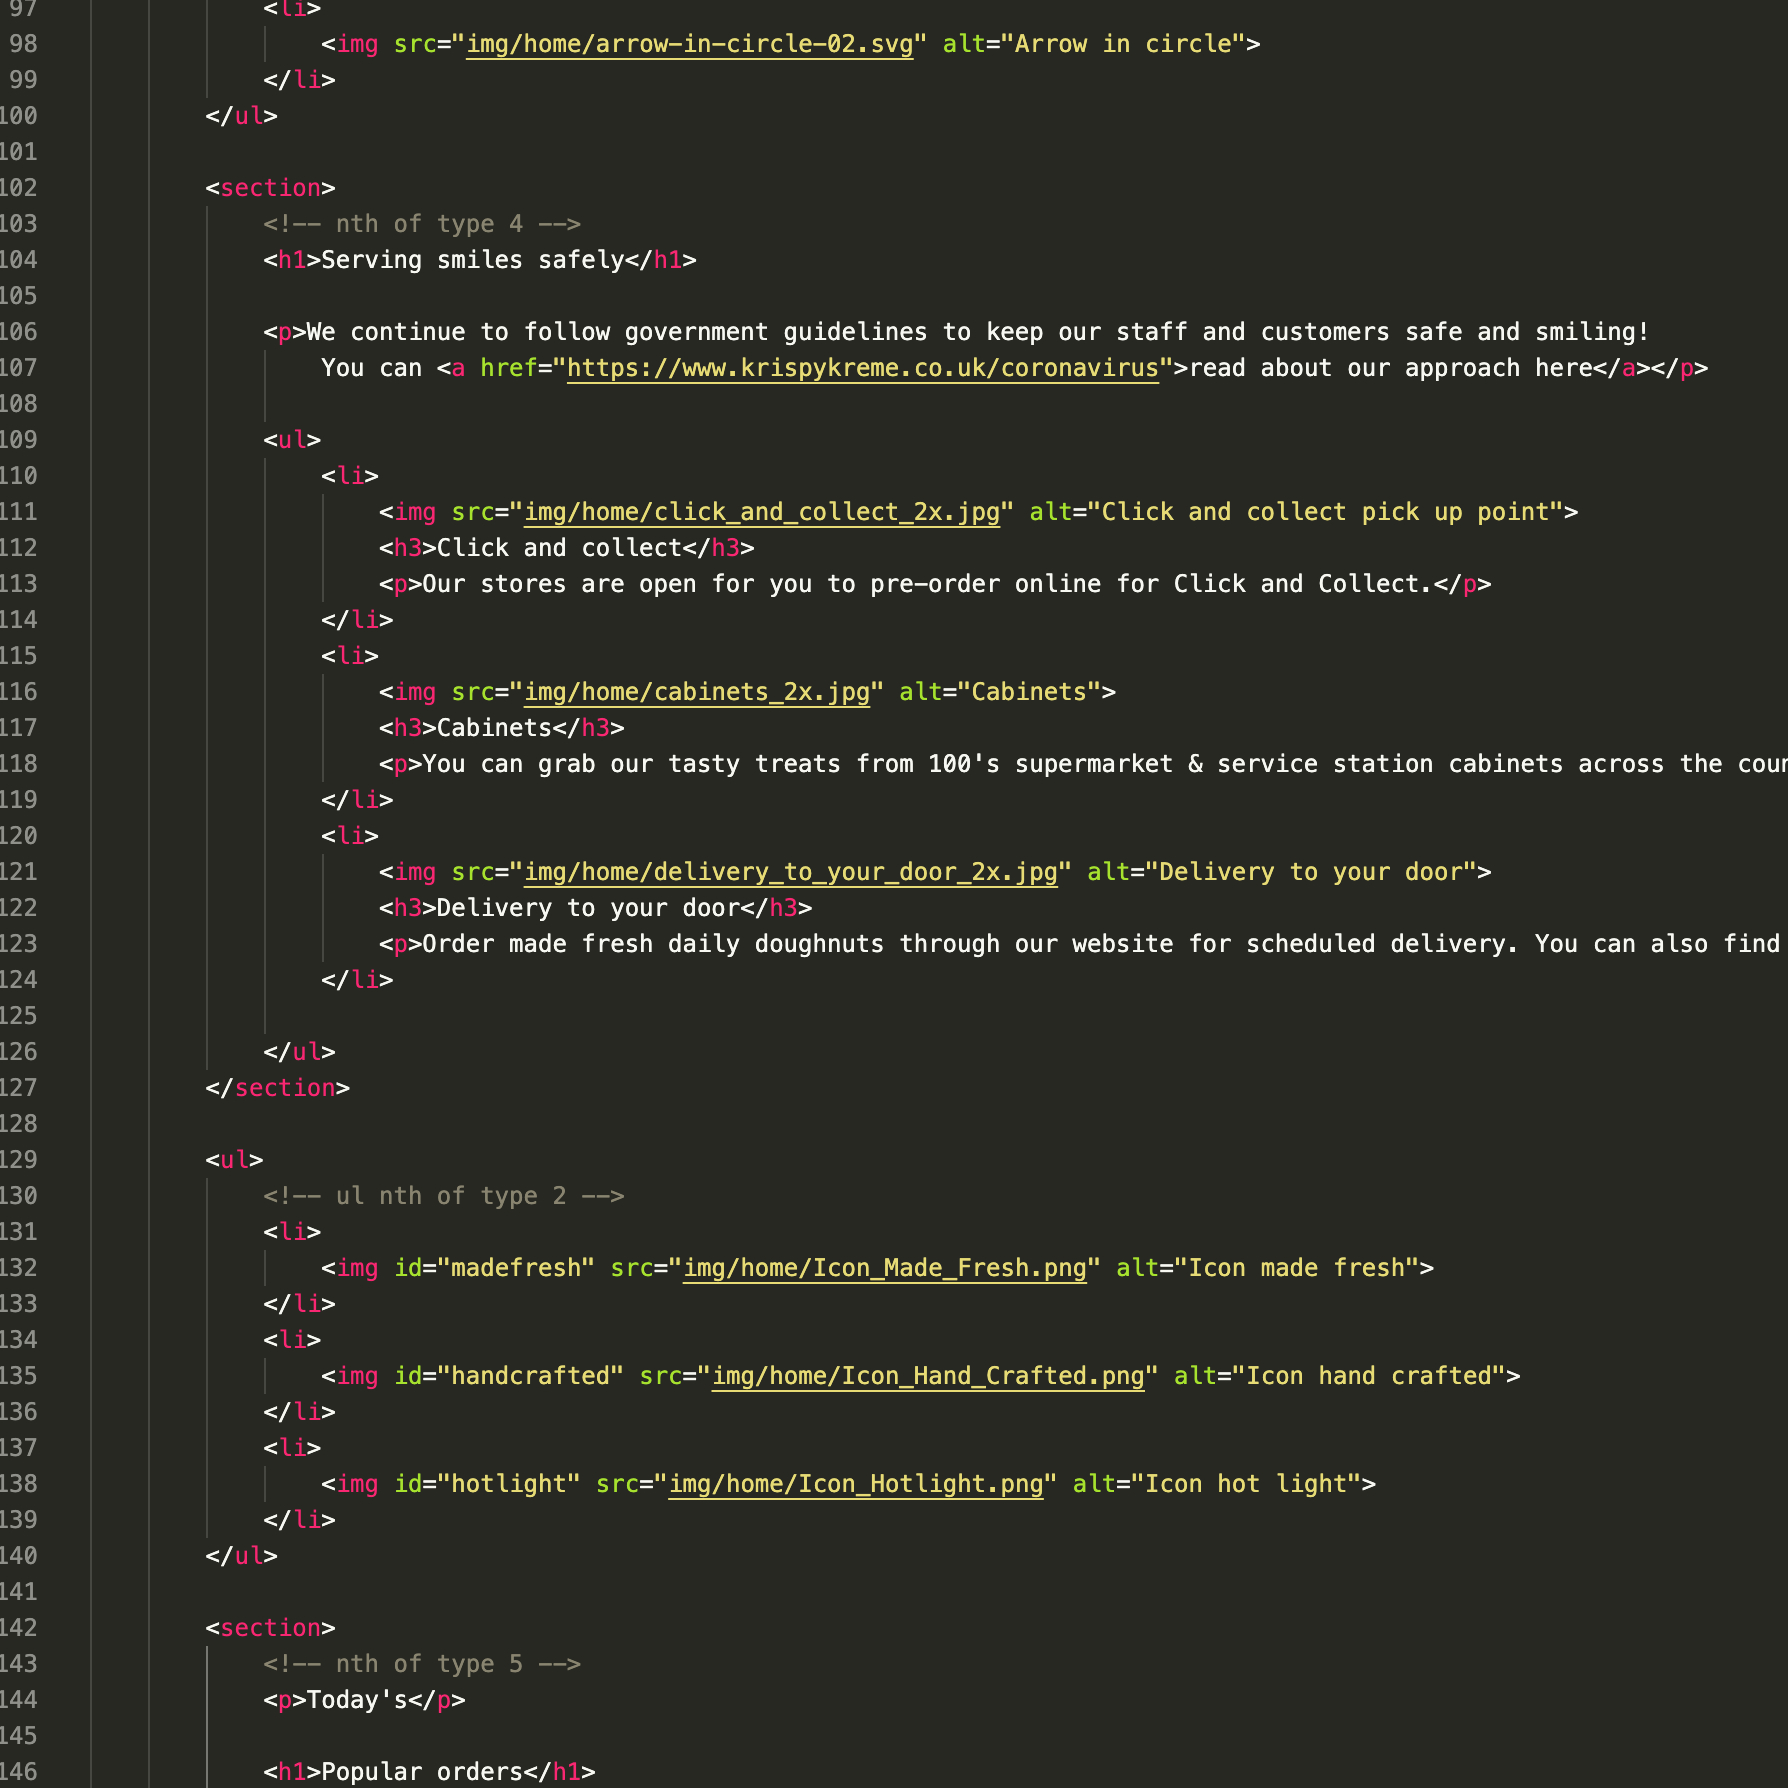 97 <li>
98 <img src="img/home/arrow-in-circle-02.svg" alt="Arrow in circle">
99 </li>
100 </ul>
101
102 <section>
103 <!-- nth of type 4 -->
104 <h1>Serving smiles safely</h1>
105
106 <p>We continue to follow government guidelines to keep our staff and customers safe and smiling!
107 You can <a href="https://www.krispykreme.co.uk/coronavirus">read about our approach here</a></p>
108
109 <ul>
110 <li>
111 <img src="img/home/click_and_collect_2x.jpg" alt="Click and collect pick up point">
112 <h3>Click and collect</h3>
113 <p>Our stores are open for you to pre-order online for Click and Collect.</p>
114 </li>
115 <li>
116 <img src="img/home/cabinets_2x.jpg" alt="Cabinets">
117 <h3>Cabinets</h3>
118 <p>You can grab our tasty treats from 100's supermarket & service station cabinets across the
119 </li>
120 <li>
121 <img src="img/home/delivery_to_your_door_2x.jpg" alt="Delivery to your door">
122 <h3>Delivery to your door</h3>
123 <p>Order made fresh daily doughnuts through our website for scheduled delivery. You can also find
124 </li>
125
126 </ul>
127 </section>
128
129 <ul>
130 <!-- ul nth of type 2 -->
131 <li>
132 <img id="madefresh" src="img/home/Icon_Made_Fresh.png" alt="Icon made fresh">
133 </li>
134 <li>
135 <img id="handcrafted" src="img/home/Icon_Hand_Crafted.png" alt="Icon hand crafted">
136 </li>
137 <li>
138 <img id="hotlight" src="img/home/Icon_Hotlight.png" alt="Icon hot light">
139 </li>
140 </ul>
141
142 <section>
143 <!-- nth of type 5 -->
144 <p>Today's</p>
145
146 <h1>Popular orders</h1>